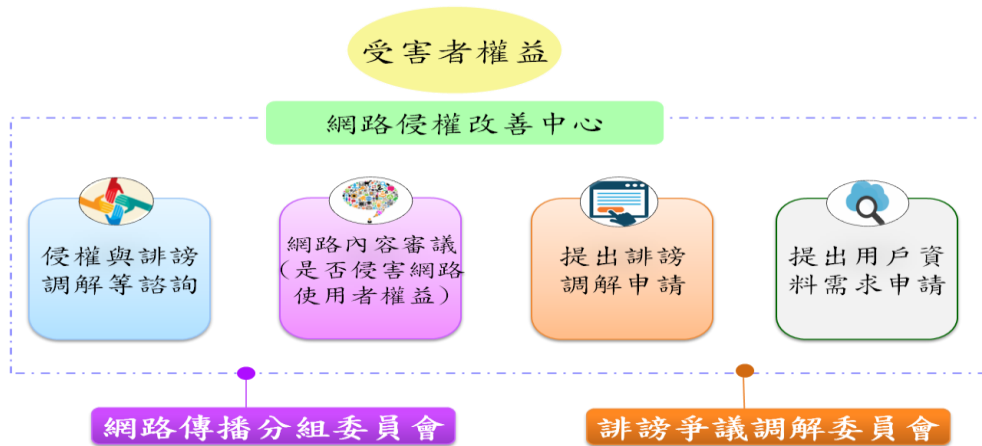 受害者權益
網路侵權改善中心
侵權與誹謗
調解等諮詢
網路內容審議
（是否侵害網路
使用者權益）
提出誹謗
調解申請
提出用戶資
料需求申請
網路傳播分組委員會
誹謗爭議調解委員會